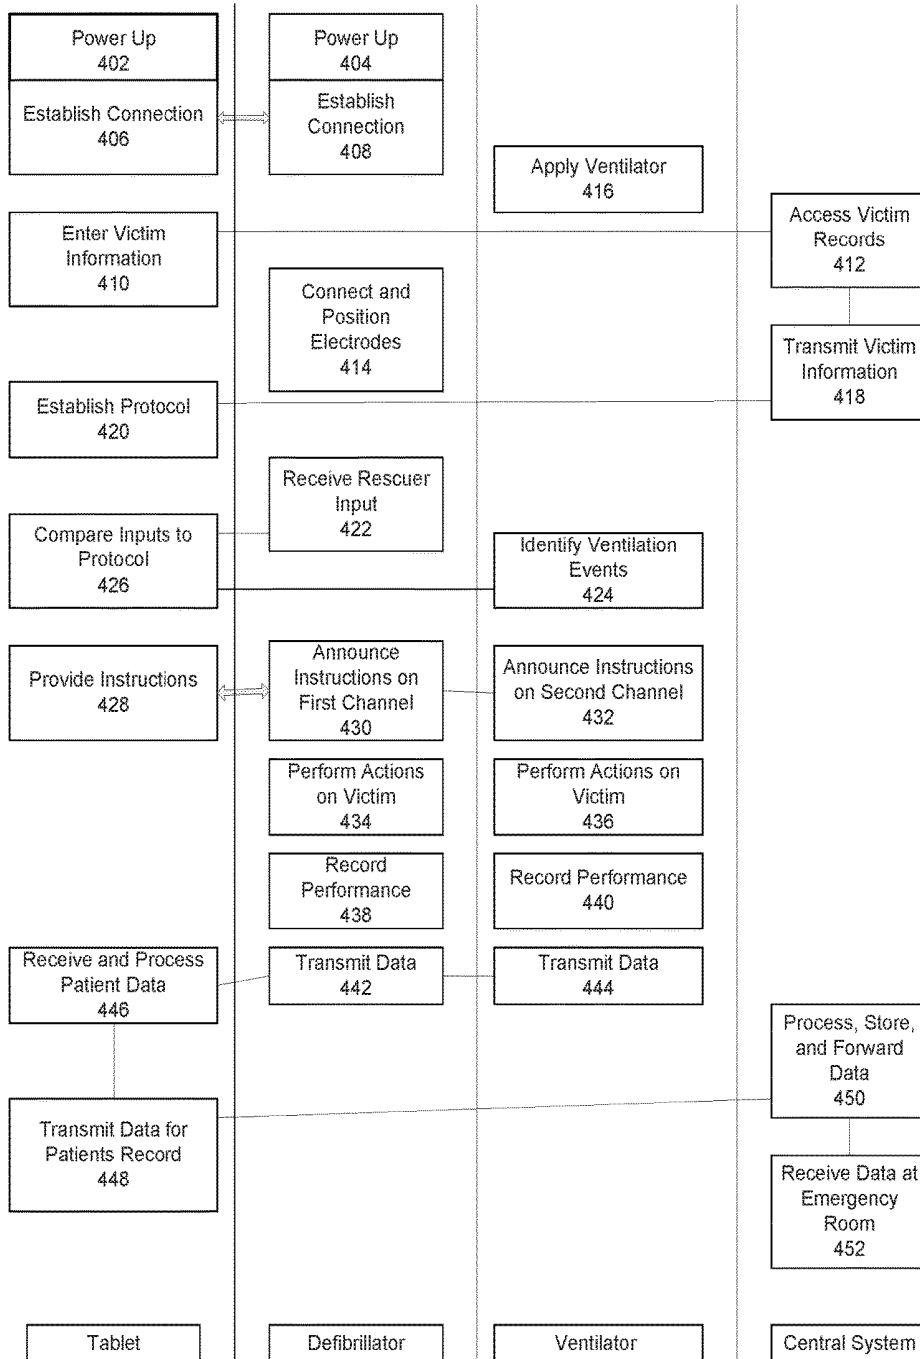 Power Up
402
Power Up
404
Establish Connection
406
Establish
Connection
408
Apply Ventilator
416
Enter Victim
Information
410
Access Victim
Records
412
Connect and
Position
Electrodes
414
Transmit Victim
Information
418
Establish Protocol
420
Receive Rescuer
Input
422
Compare Inputs to
Protocol
426
Identify Ventilation
Events
424
Provide Instructions
428
Announce
Instructions on
First Channel
430
Announce Instructions
on Second Channel
432
Perform Actions
on Victim
434
Perform Actions on
Victim
436
Record
Performance
438
Record Performance
440
Receive and Process
Patient Data
446
Transmit Data
442
Transmit Data
444
Process, Store,
and Forward
Data
450
Transmit Data for
Patients Record
448
Receive Data at
Emergency
Room
452
Tablet
Defibrillator
Ventilator
Central System